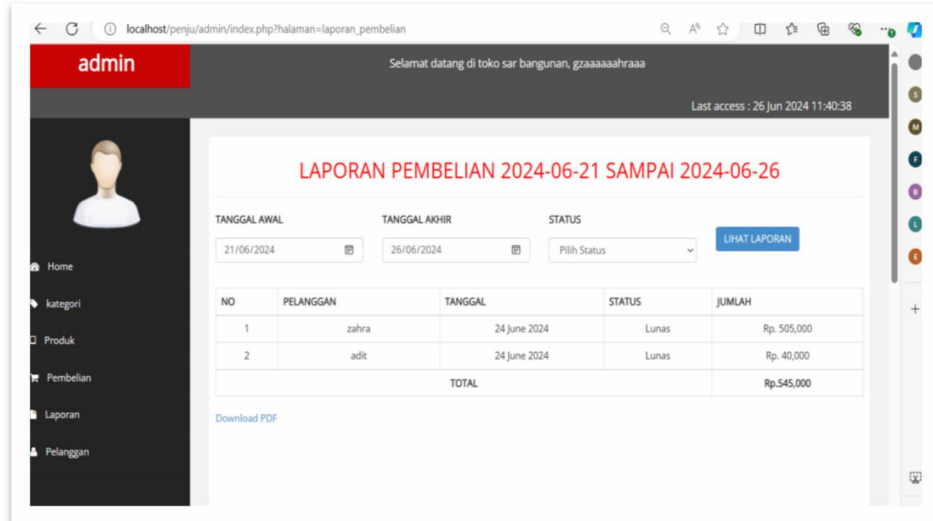 localhost/penju/admin/index.php?halaman=laporan_pembelian
admin
Selamat datang di toko sar bangunan, gzaaaaaahraaa
Last access : 26 Jun 2024 11:40:38
Home
kategori
Produk
Pembelian
Laporan
Pelanggan
LAPORAN PEMBELIAN 2024-06-21 SAMPAI 2024-06-26
TANGGAL AWAL TANGGAL AKHIR STATUS
21/06/2024 26/06/2024 Pilih Status LIHAT LAPORAN
NO PELANGGAN TANGGAL STATUS JUMLAH
1 zahra 24 June 2024 Lunas Rp. 505,000
2 adit 24 June 2024 Lunas Rp. 40,000
TOTAL Rp.545,000
Download PDF
S
M
F
B
L
E